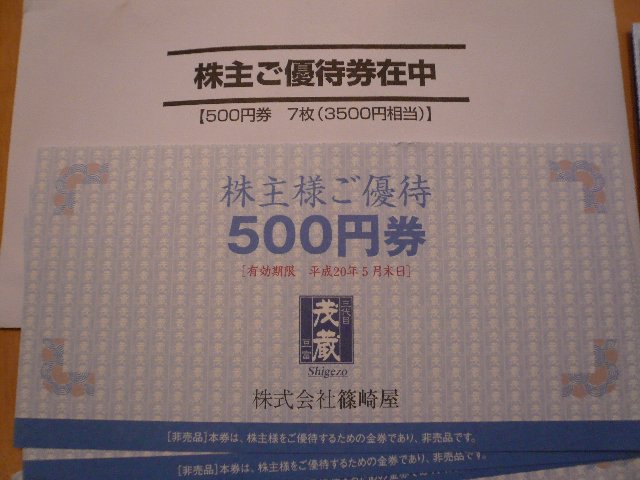 株主ご優待券在中
【500円券 7枚(3500円相当)】
株主様ご優待
500円券
[有効期限 平成20年5月末日]
三代目
茂蔵
豆富
Shigezo
株式会社篠崎屋
[非売品]本券は、株主様をご優待するための金券であり、非売品です。
[非売品]本券は、株主様をご優待するための金券であり、非売品です。